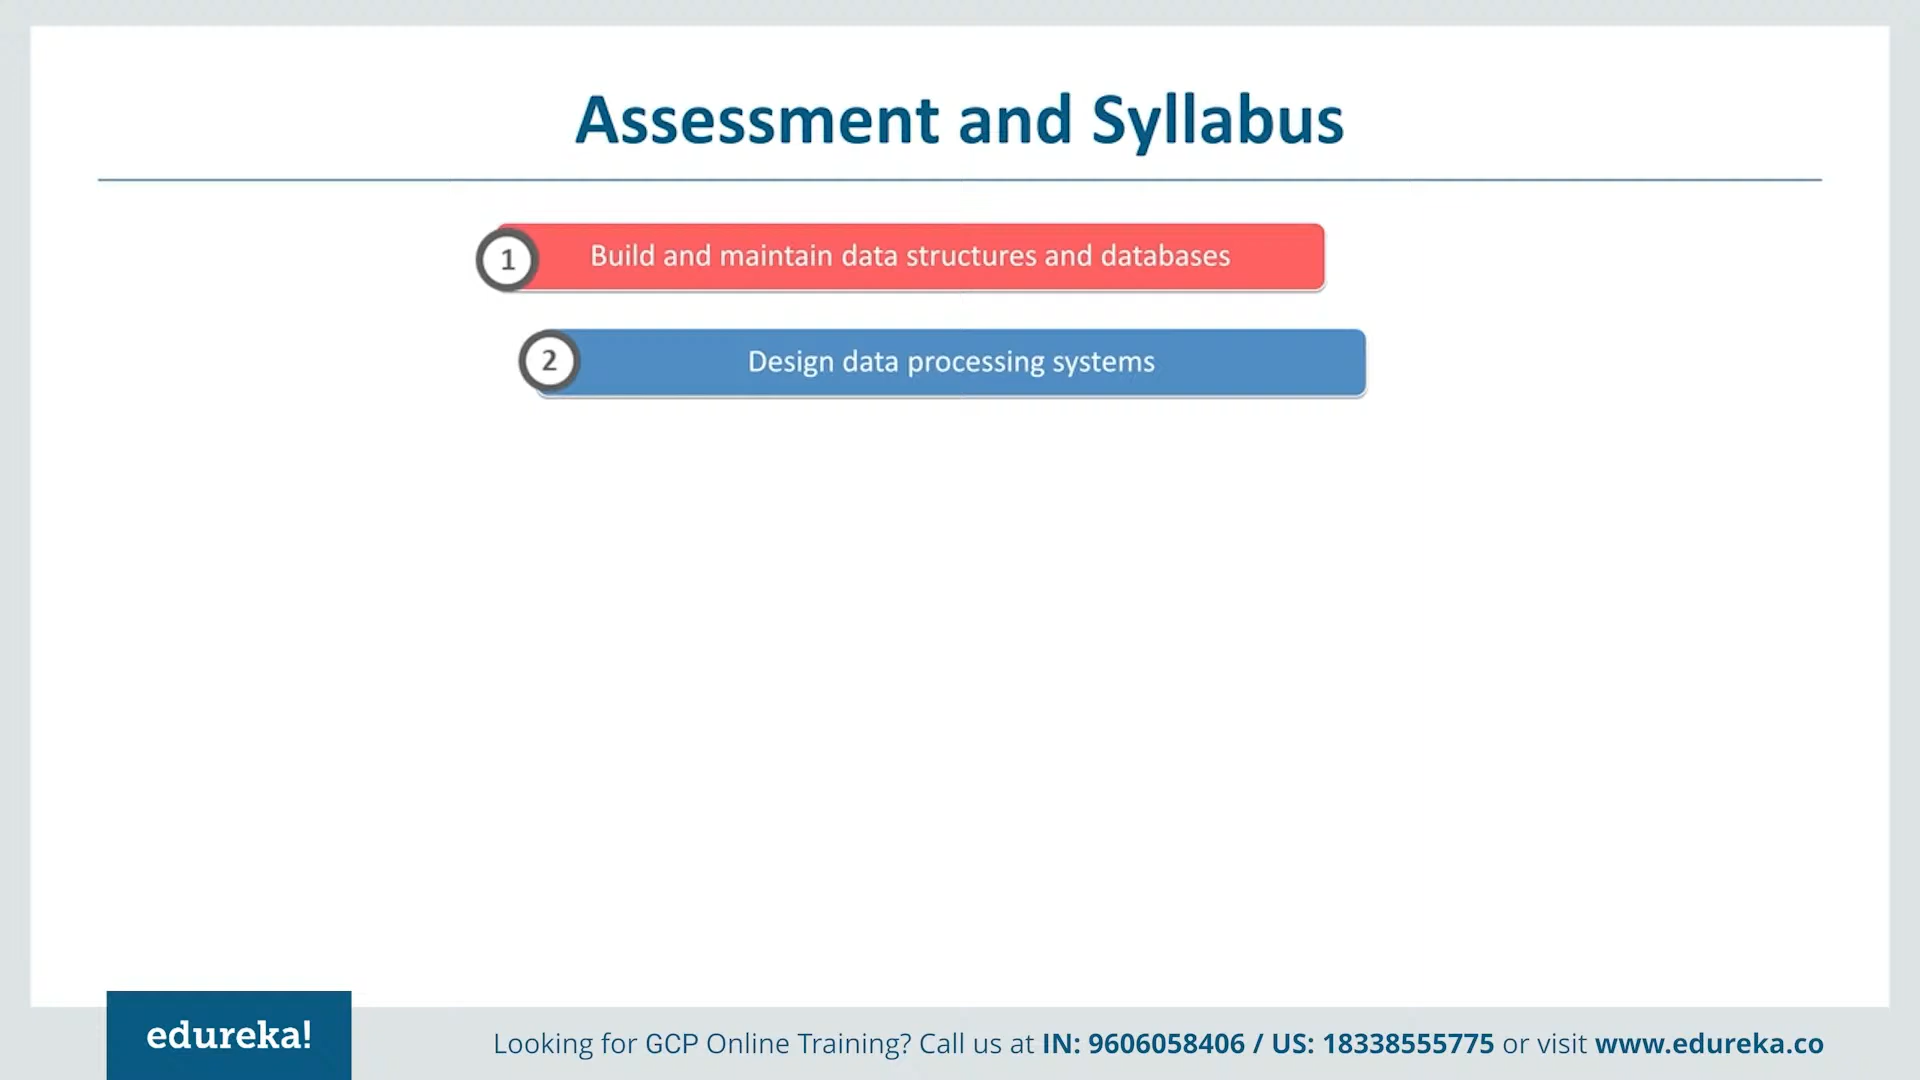 Assessment and Syllabus
1 Build and maintain data structures and databases
2 Design data processing systems
edureka!
Looking for GCP Online Training? Call us at IN: 9606058406 / US: 18338555775 or visit www.edureka.co